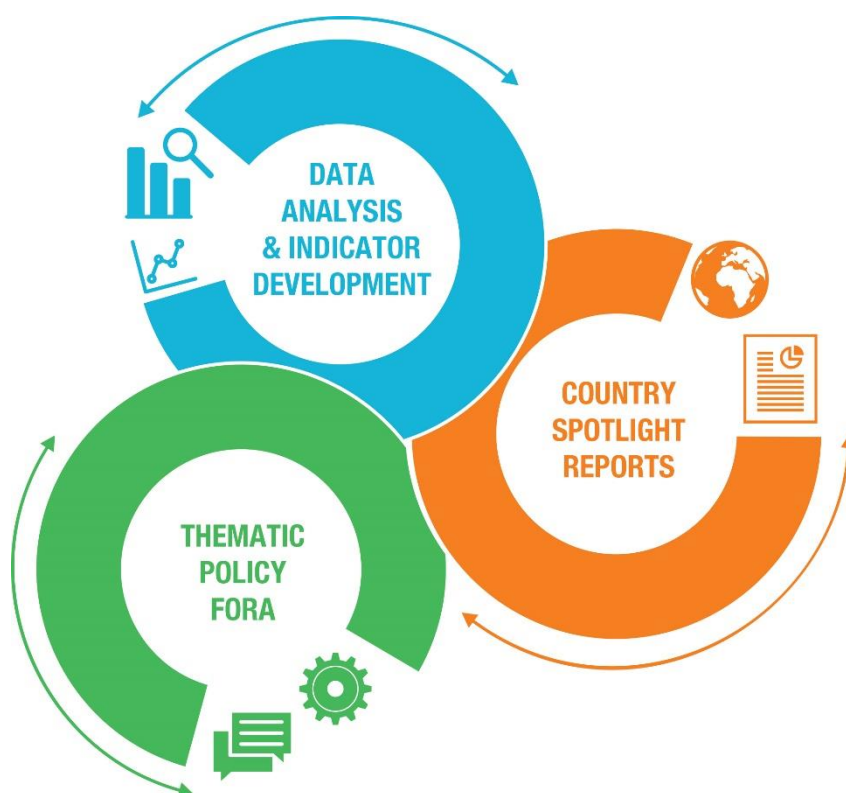 DATA
ANALYSIS
& INDICATOR
DEVELOPMENT
COUNTRY
SPOTLIGHT
REPORTS
THEMATIC
POLICY
FORA